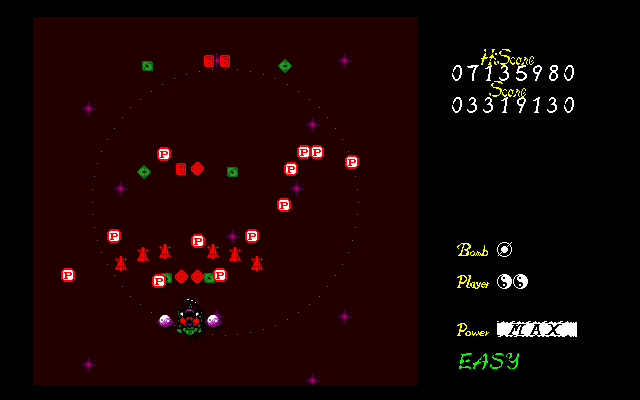 HiScore
07135980
Score
03319130
P P
P P P
P
P P P
P P P
Bomb
Player
Power MAX
EASY